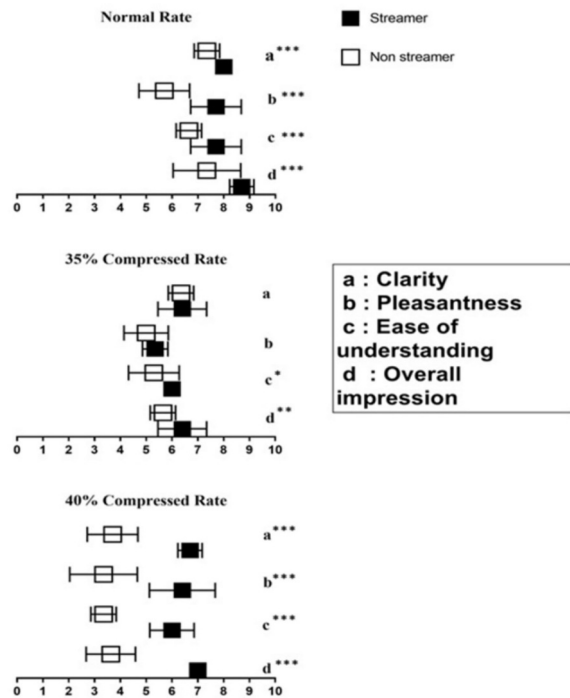 Normal Rate
Streamer
Non streamer
a***
b***
c***
d***
0 1 2 3 4 5 6 7 8 9 10
35% Compressed Rate
a
b
c*
d**
0 1 2 3 4 5 6 7 8 9 10
a : Clarity
b : Pleasantness
c : Ease of
understanding
d : Overall
impression
40% Compressed Rate
a***
b***
c***
d***
0 1 2 3 4 5 6 7 8 9 10